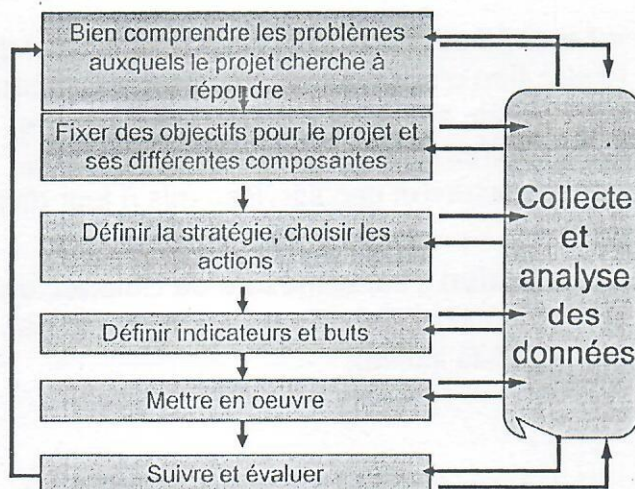 Bien comprendre les problèmes
auxquels le projet cherche à
répondre
Fixer des objectifs pour le projet et
ses différentes composantes
Définir la stratégie, choisir les
actions
Définir indicateurs et buts
Mettre en oeuvre
Suivre et évaluer
Collecte
et
analyse
des
données